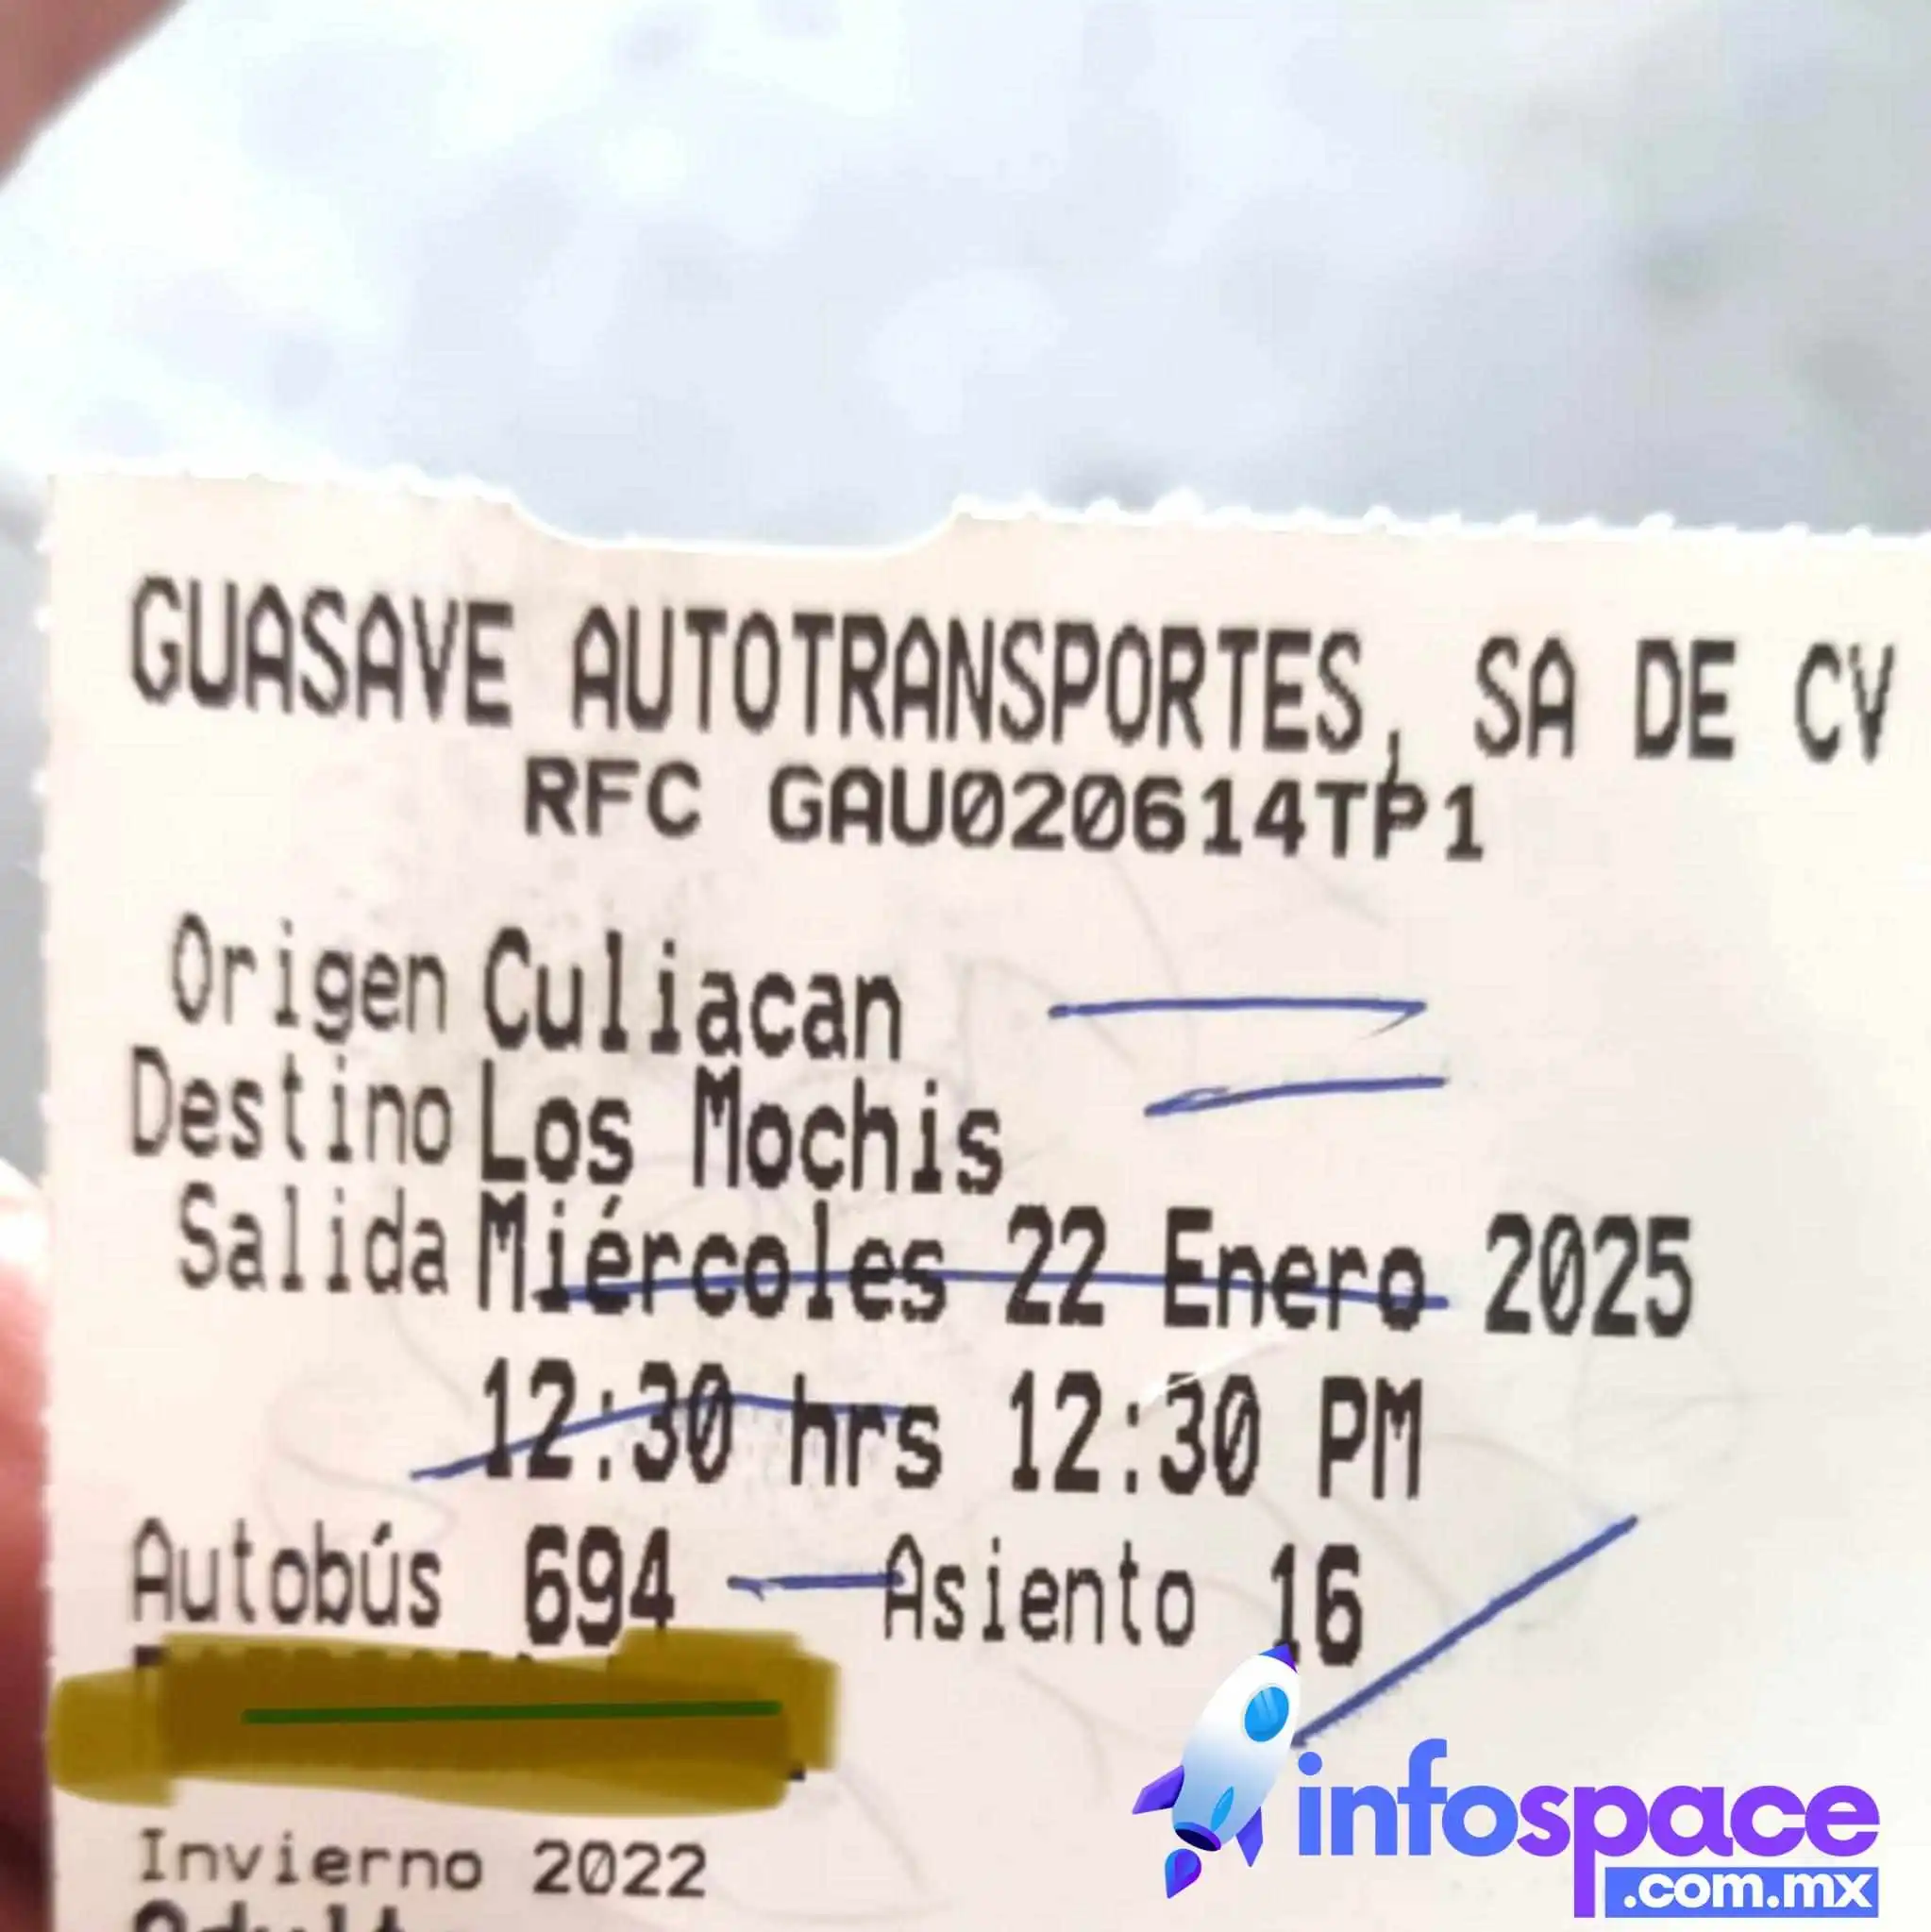 GUASAVE AUTOTRANSPORTES, SA DE CV
RFC GAU020614TP1
Origen Culiacan
Destino Los Mochis
Salida Miércoles 22 Enero 2025
12:30 hrs 12:30 PM
Autobús 694 Asiento 16
Invierno 2022
infospace
.com.mx